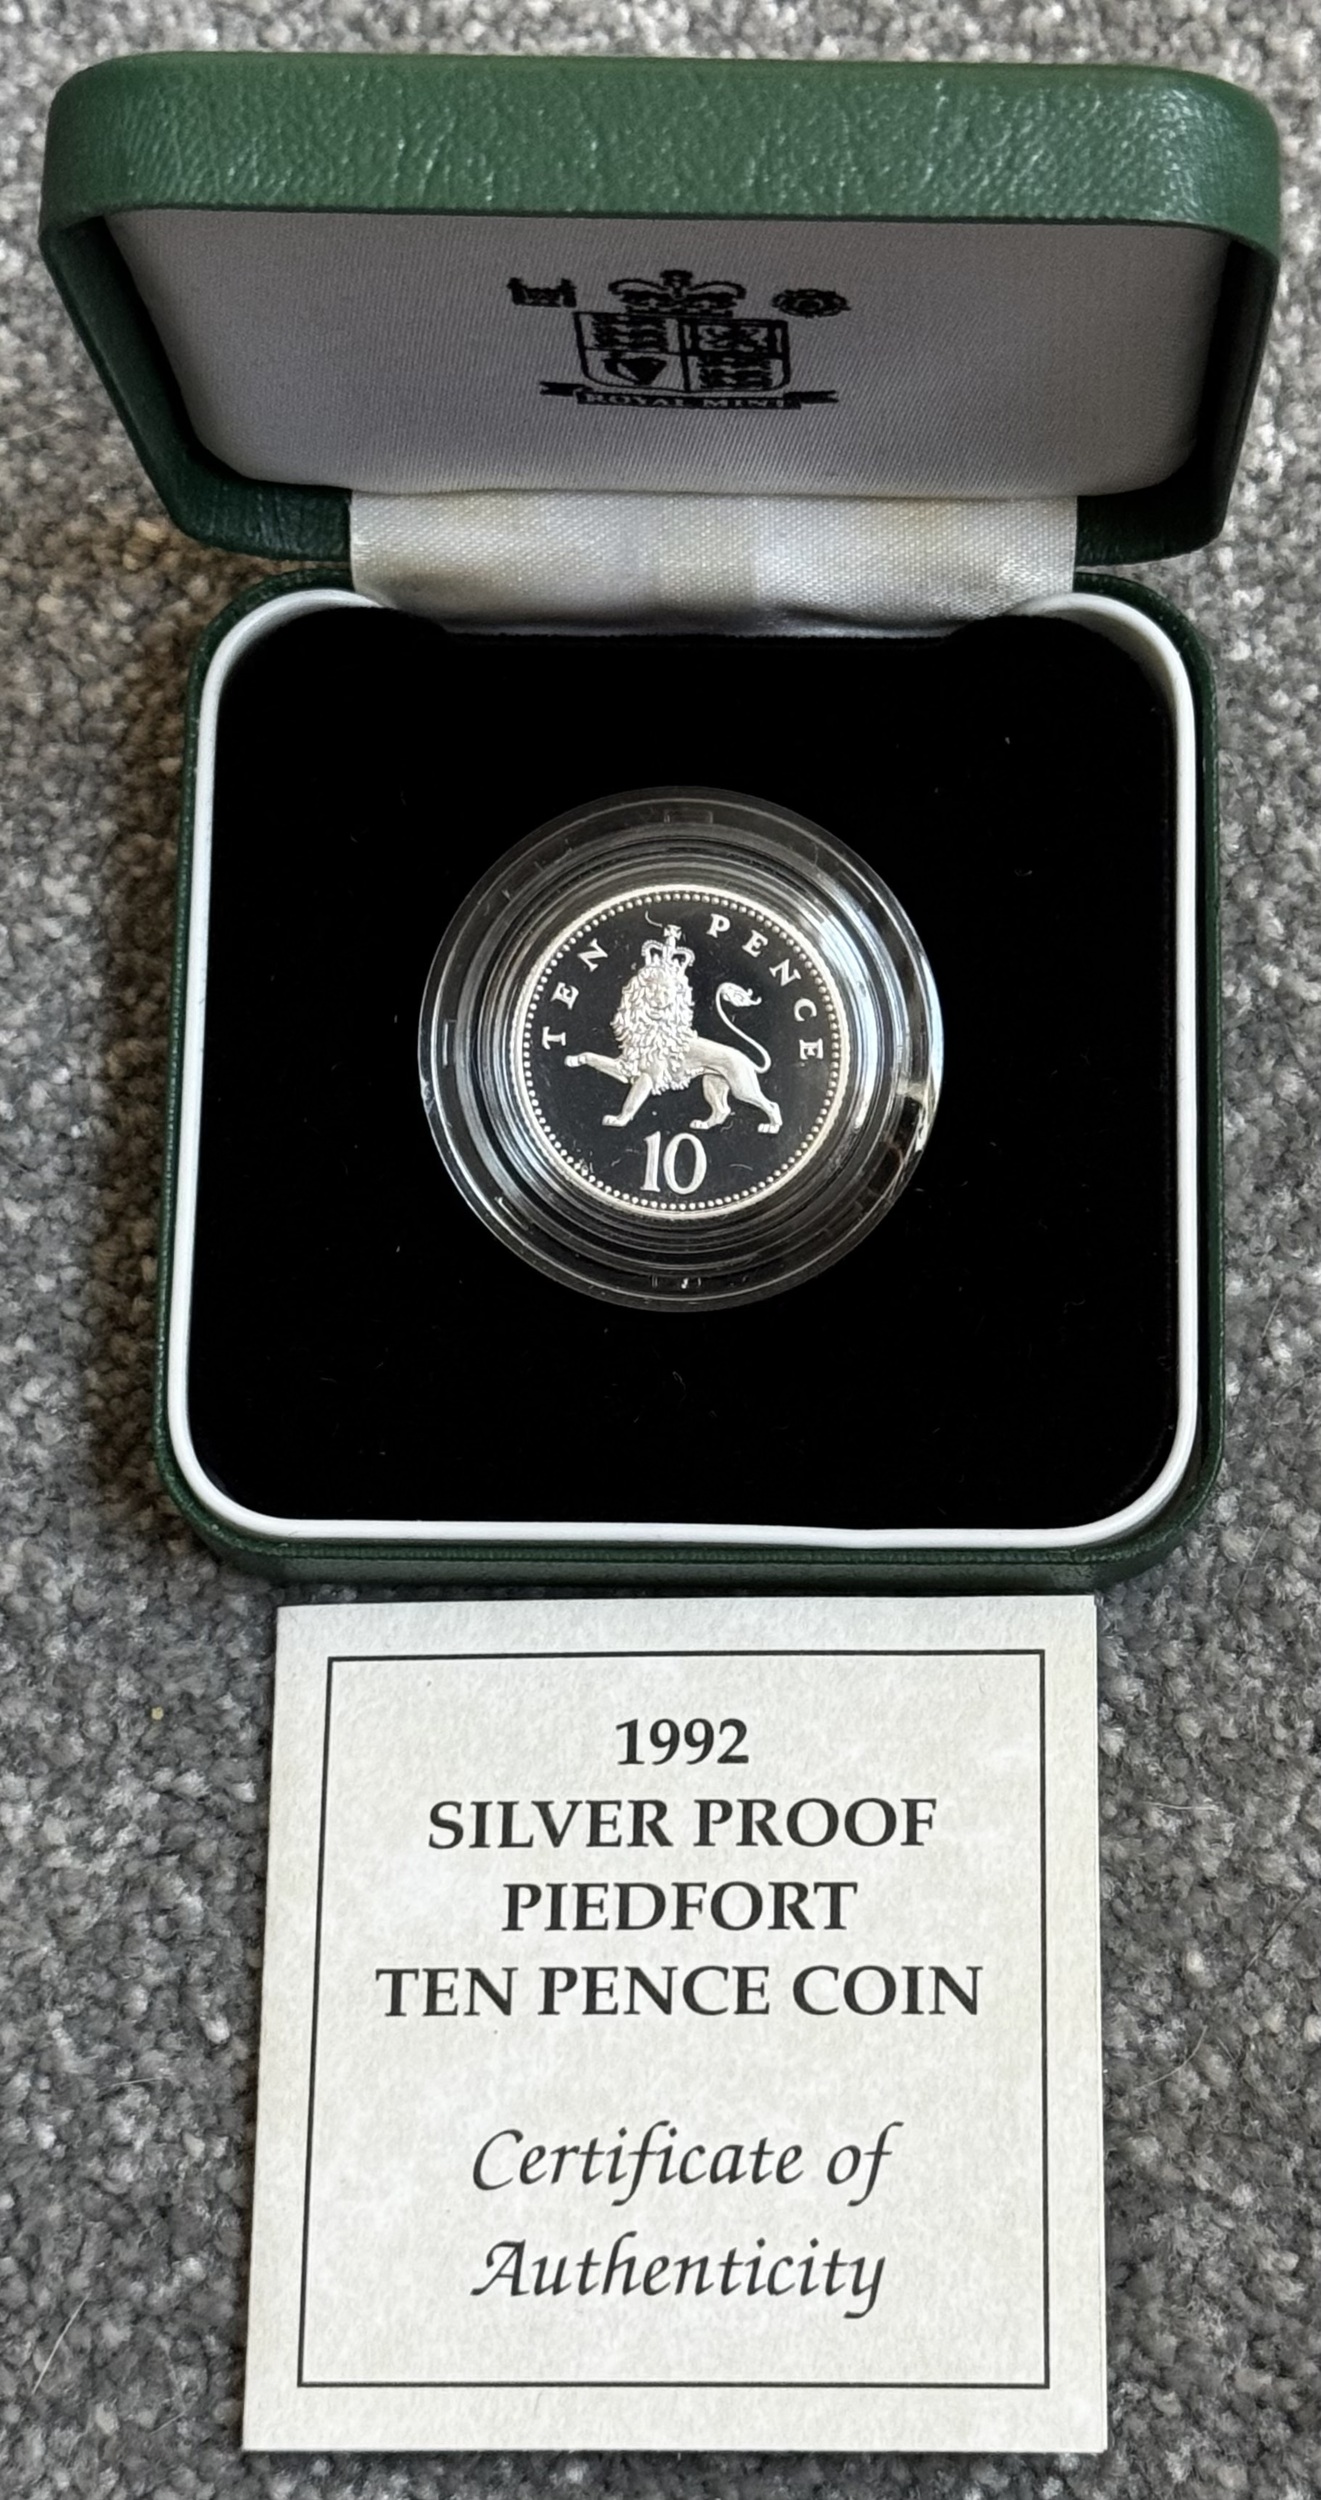 ROYAL MINT
TEN PENCE
10
1992
SILVER PROOF
PIEDFORT
TEN PENCE COIN
Certificate of
Authenticity